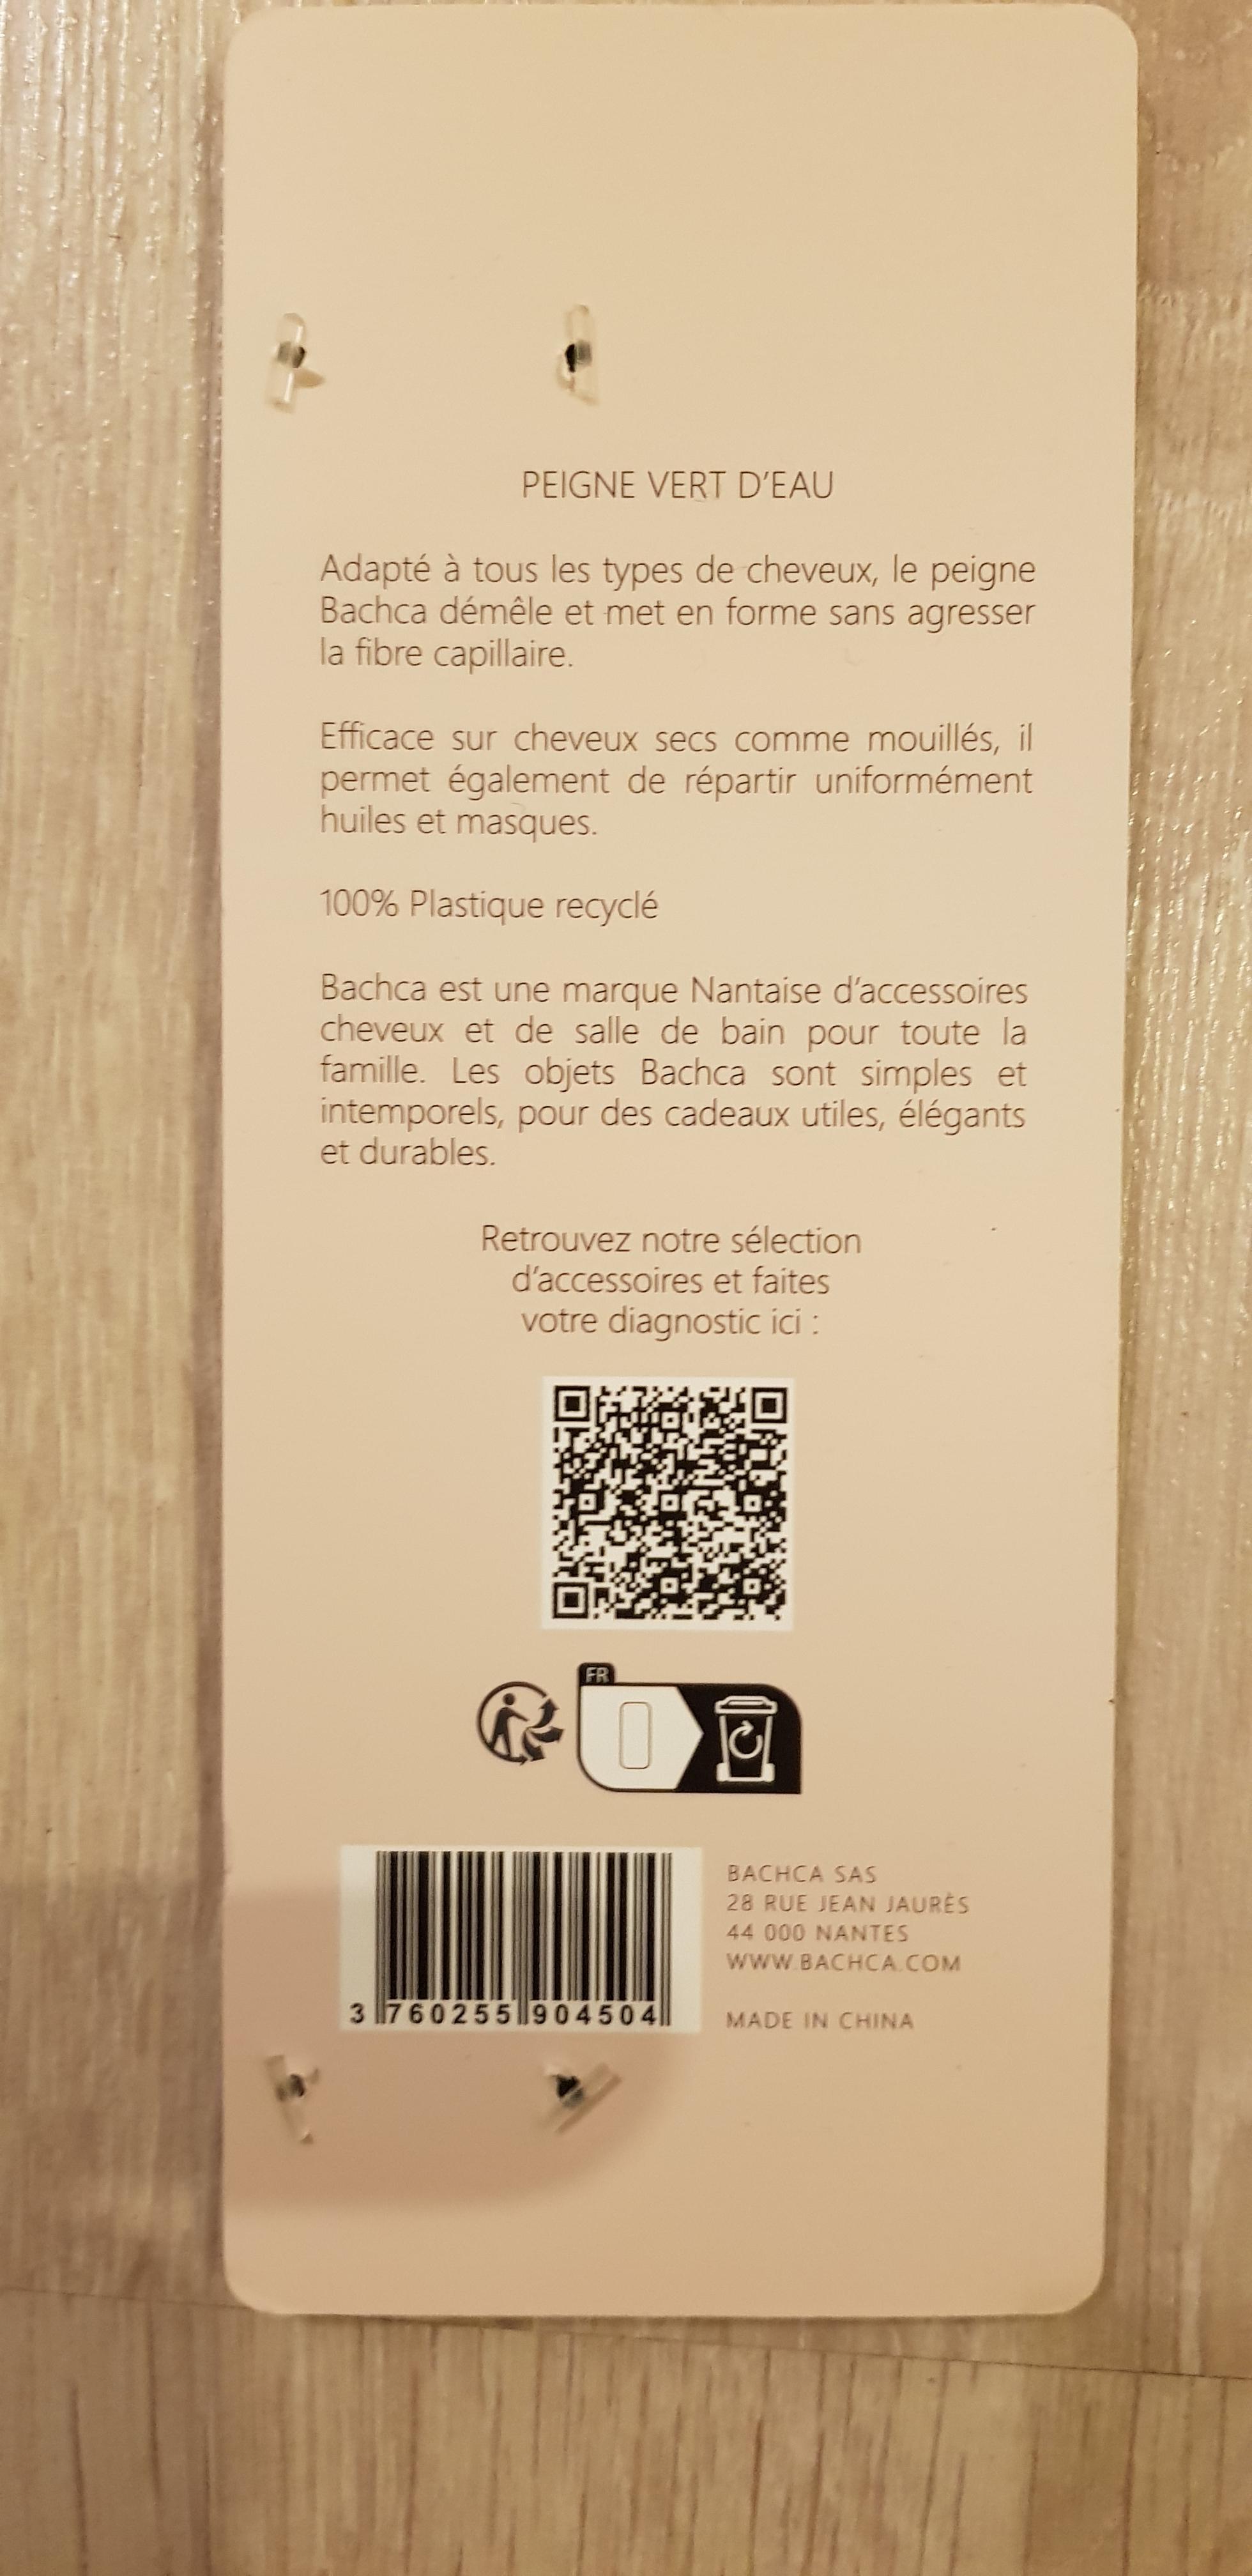 PEIGNE VERT D'EAU
Adapté à tous les types de cheveux, le peigne
Bachca démêle et met en forme sans agresser
la fibre capillaire.
Efficace sur cheveux secs comme mouillés, il
permet également de répartir uniformément
huiles et masques.
100% Plastique recyclé
Bachca est une marque Nantaise d'accessoires
cheveux et de salle de bain pour toute la
famille. Les objets Bachca sont simples et
intemporels, pour des cadeaux utiles, élégants
et durables.
Retrouvez notre sélection
d'accessoires et faites
votre diagnostic ici :
FR
BACHCA SAS
28 RUE JEAN JAURÈS
44 000 NANTES
WWW.BACHCA.COM
MADE IN CHINA
3 760255 904504